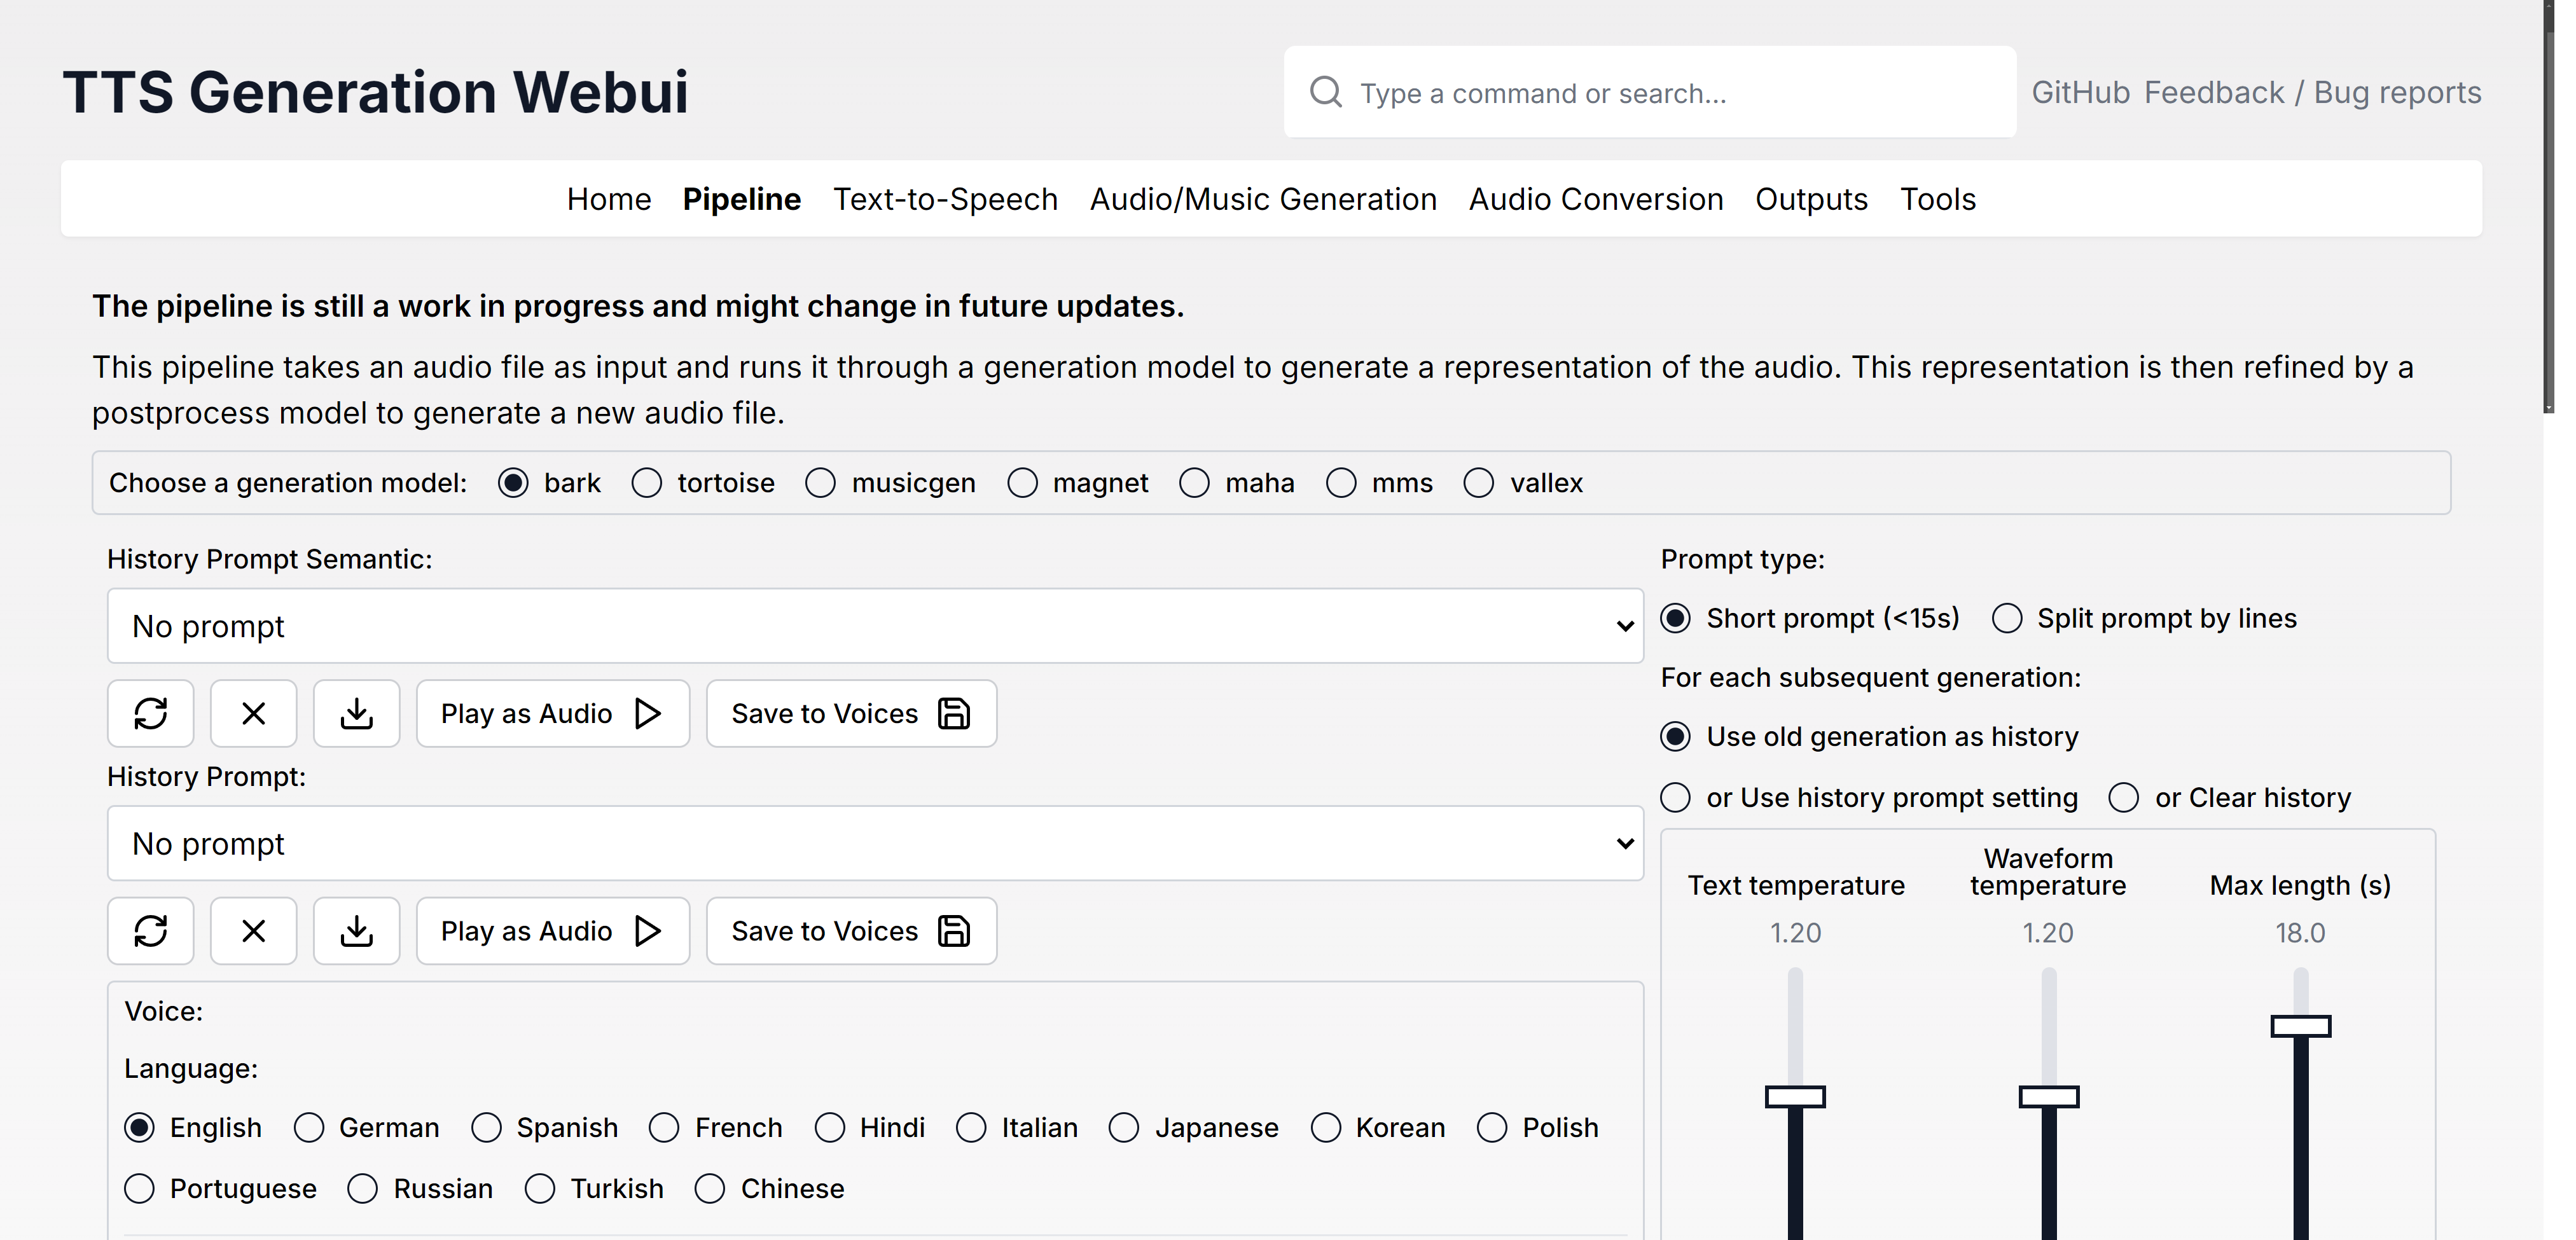 TTS Generation Webui
Type a command or search...
GitHub Feedback / Bug reports
Home Pipeline Text-to-Speech Audio/Music Generation Audio Conversion Outputs Tools
The pipeline is still a work in progress and might change in future updates.
This pipeline takes an audio file as input and runs it through a generation model to generate a representation of the audio. This representation is then refined by a
postprocess model to generate a new audio file.
Choose a generation model: bark tortoise musicgen magnet maha mms vallex
History Prompt Semantic:
No prompt
Play as Audio Save to Voices
History Prompt:
No prompt
Play as Audio Save to Voices
Voice:
Language:
English German Spanish French Hindi Italian Japanese Korean Polish
Portuguese Russian Turkish Chinese
Prompt type:
Short prompt (<15s) Split prompt by lines
For each subsequent generation:
Use old generation as history
or Use history prompt setting or Clear history
Text temperature
1.20
Waveform
temperature
1.20
Max length (s)
18.0